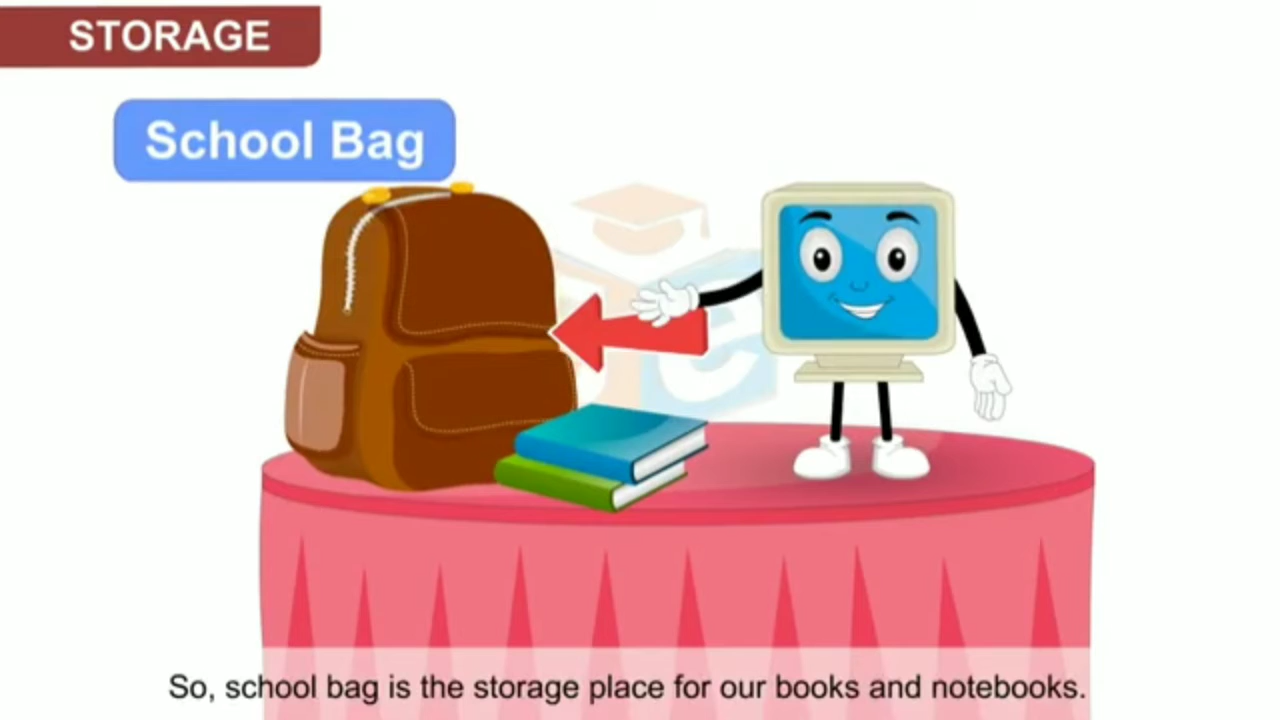 STORAGE
School Bag
So, school bag is the storage place for our books and notebooks.